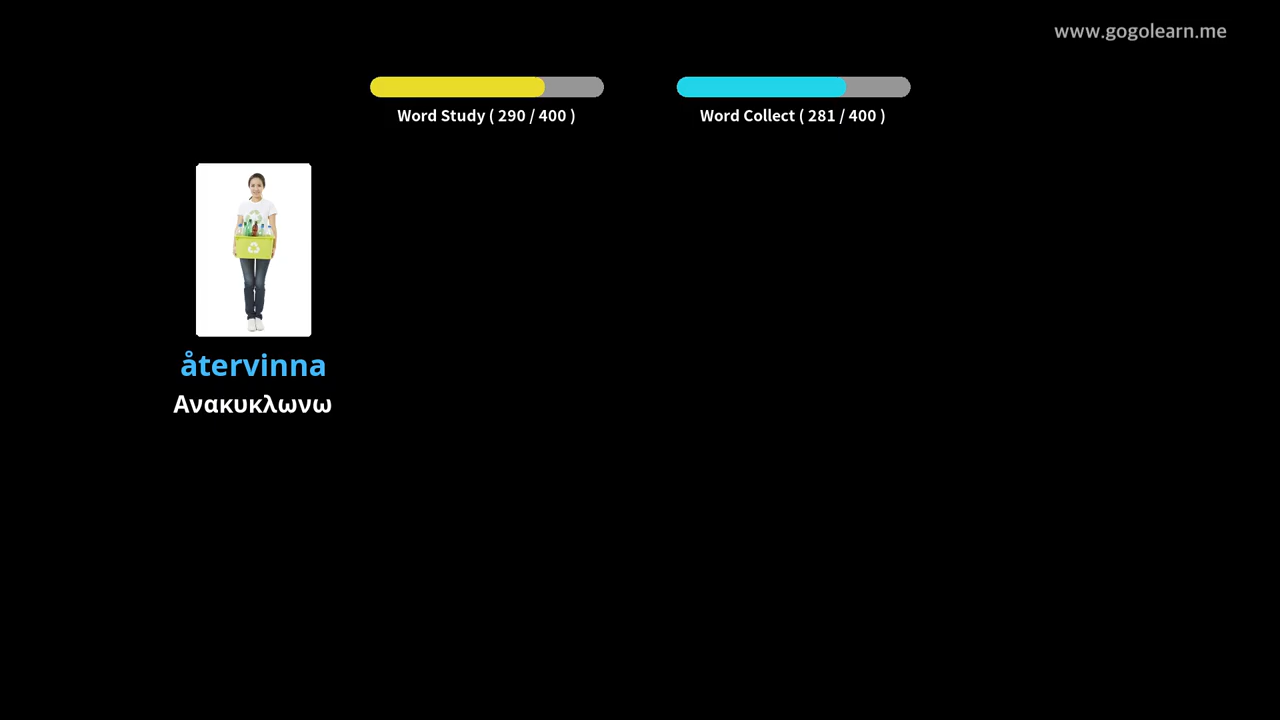 www.gogolearn.me
Word Study ( 290 / 400 )
Word Collect ( 281 / 400 )
återvinna
Ανακυκλωνω